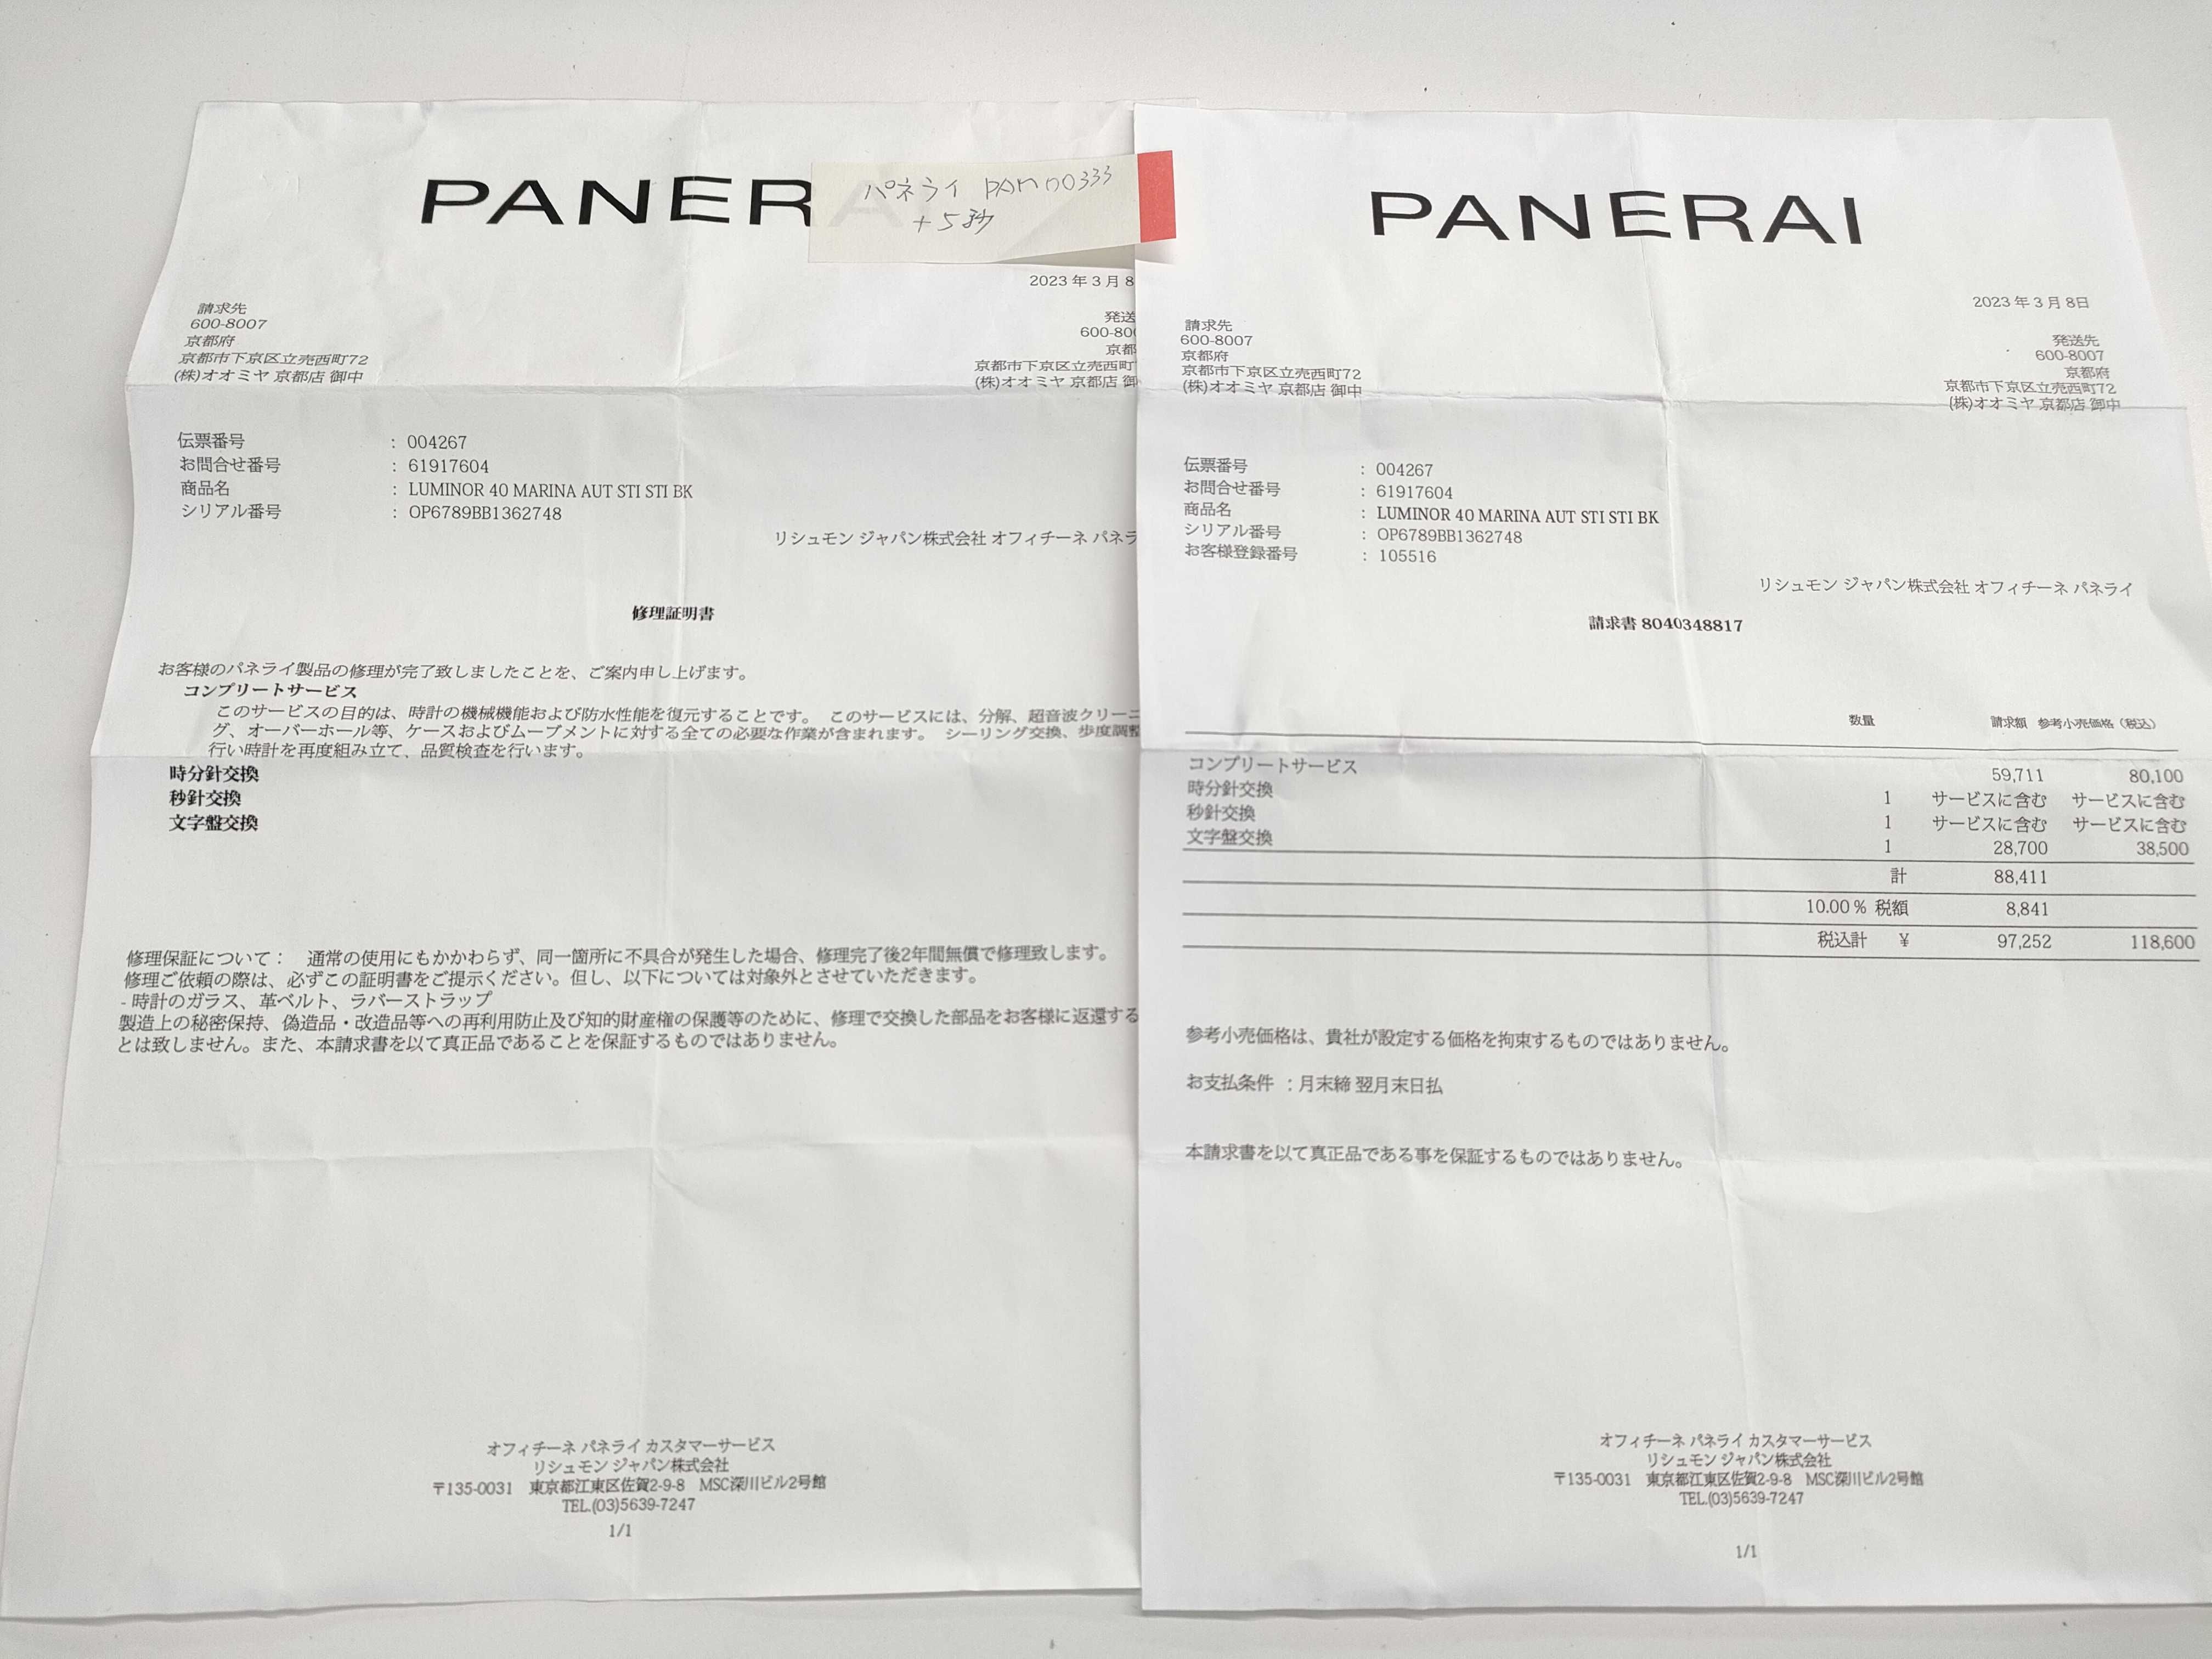 PANER
パネライ PAM00333
+5秒
2023 年 3 月 8
請求先
600-8007
京都府
京都市下京区立売西町72
(株)オオミヤ 京都店 御中
発送
600-80
京都
京都市下京区立売西町
(株)オオミヤ 京都店 御
伝票番号 : 004267
お問合せ番号 : 61917604
商品名 : LUMINOR 40 MARINA AUT STI STI BK
シリアル番号 : OP6789BB1362748
リシュモン ジャパン株式会社 オフィチーネ パネラ
修理証明書
お客様のパネライ製品の修理が完了致しましたことを、ご案内申し上げます。
コンプリートサービス
このサービスの目的は、時計の機械機能および防水性能を復元することです。 このサービスには、分解、超音波クリーニ
グ、オーバーホール等、ケースおよびムーブメントに対する全ての必要な作業が含まれます。 シーリング交換、歩度調整
行い時計を再度組み立て、品質検査を行います。
時分針交換
秒針交換
文字盤交換
修理保証について： 通常の使用にもかかわらず、同一箇所に不具合が発生した場合、修理完了後2年間無償で修理致します。
修理ご依頼の際は、必ずこの証明書をご提示ください。但し、以下については対象外とさせていただきます。
- 時計のガラス、革ベルト、ラバーストラップ
製造上の秘密保持、偽造品・改造品等への再利用防止及び知的財産権の保護等のために、修理で交換した部品をお客様に返還する
とは致しません。また、本請求書を以て真正品であることを保証するものではありません。
オフィチーネ パネライ カスタマーサービス
リシュモン ジャパン株式会社
〒135-0031 東京都江東区佐賀2-9-8 MSC深川ビル2号館
TEL.(03)5639-7247
1/1
PANERAI
2023 年 3 月 8日
請求先
600-8007
京都府
京都市下京区立売西町72
(株)オオミヤ 京都店 御中
発送先
600-8007
京都府
京都市下京区立売西町72
(株)オオミヤ 京都店 御中
伝票番号 : 004267
お問合せ番号 : 61917604
商品名 : LUMINOR 40 MARINA AUT STI STI BK
シリアル番号 : OP6789BB1362748
お客様登録番号 : 105516
リシュモン ジャパン株式会社 オフィチーネ パネライ
請求書 8040348817
数量 請求額 参考小売価格（税込）
コンプリートサービス 59,711 80,100
時分針交換 1 サービスに含む サービスに含む
秒針交換 1 サービスに含む サービスに含む
文字盤交換 1 28,700 38,500
計 88,411
10.00 % 税額 8,841
税込計 ￥ 97,252 118,600
参考小売価格は、貴社が設定する価格を拘束するものではありません。
お支払条件 ：月末締 翌月末日払
本請求書を以て真正品である事を保証するものではありません。
オフィチーネ パネライ カスタマーサービス
リシュモン ジャパン株式会社
〒135-0031 東京都江東区佐賀2-9-8 MSC深川ビル2号館
TEL.(03)5639-7247
1/1